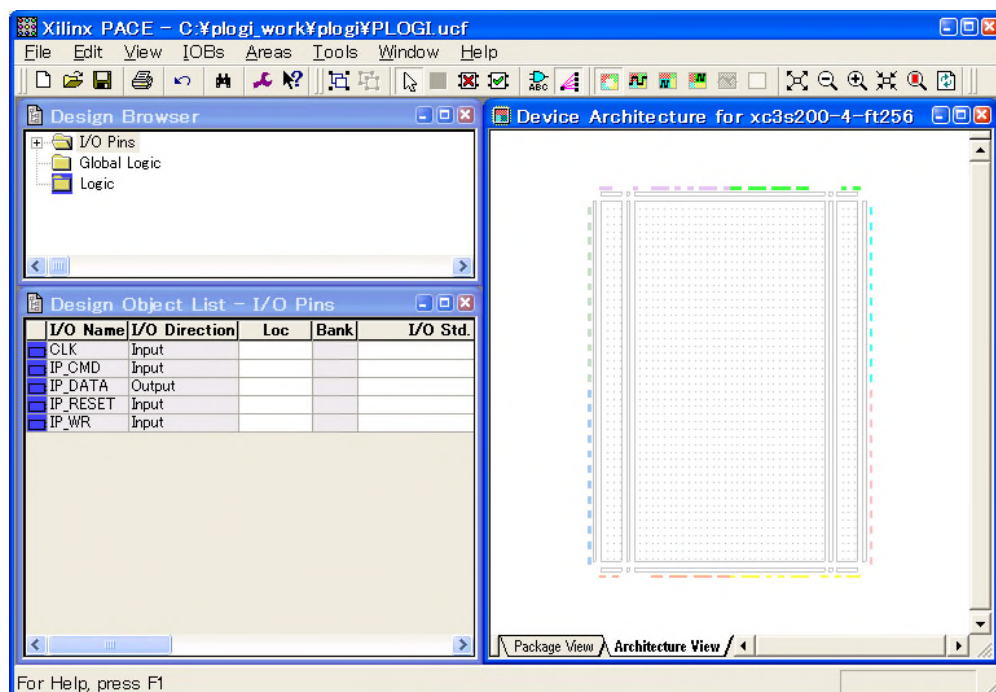 Xilinx PACE - C:¥plogi_work¥plogi¥PLOGI.ucf
File Edit View IOBs Areas Tools Window Help
ABC
Design Browser
I/O Pins
Global Logic
Logic
Design Object List - I/O Pins
I/O Name I/O Direction Loc Bank I/O Std.
CLK Input
IP_CMD Input
IP_DATA Output
IP_RESET Input
IP_WR Input
Device Architecture for xc3s200-4-ft256
Package View Architecture View
For Help, press F1